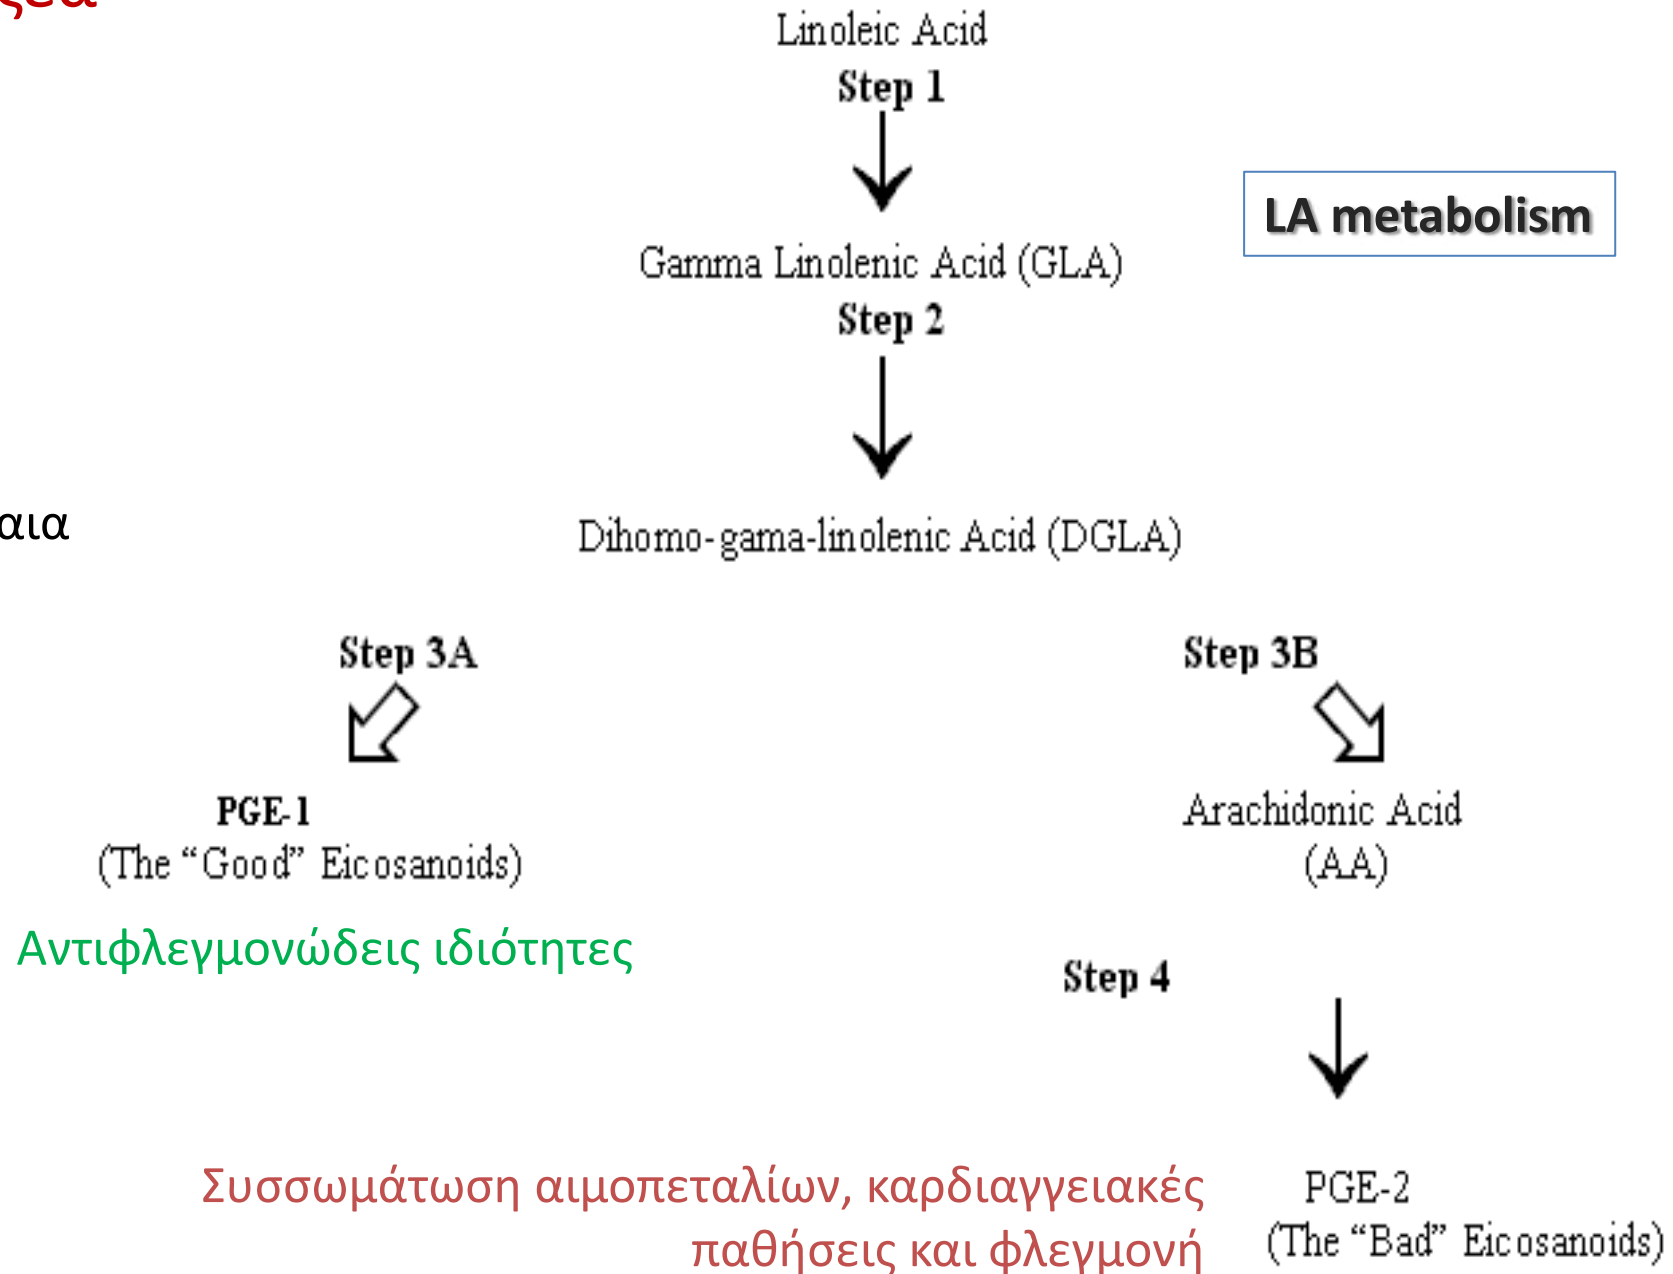 Linoleic Acid
Step 1
LA metabolism
Gamma Linolenic Acid (GLA)
Step 2
αια
Dihomo-gama-linolenic Acid (DGLA)
Step 3A
Step 3B
PGE-1
(The “Good” Eicosanoids)
Arachidonic Acid
(AA)
Αντιφλεγμονώδεις ιδιότητες
Step 4
Συσσωμάτωση αιμοπεταλίων, καρδιαγγειακές
παθήσεις και φλεγμονή
PGE-2
(The “Bad” Eicosanoids)